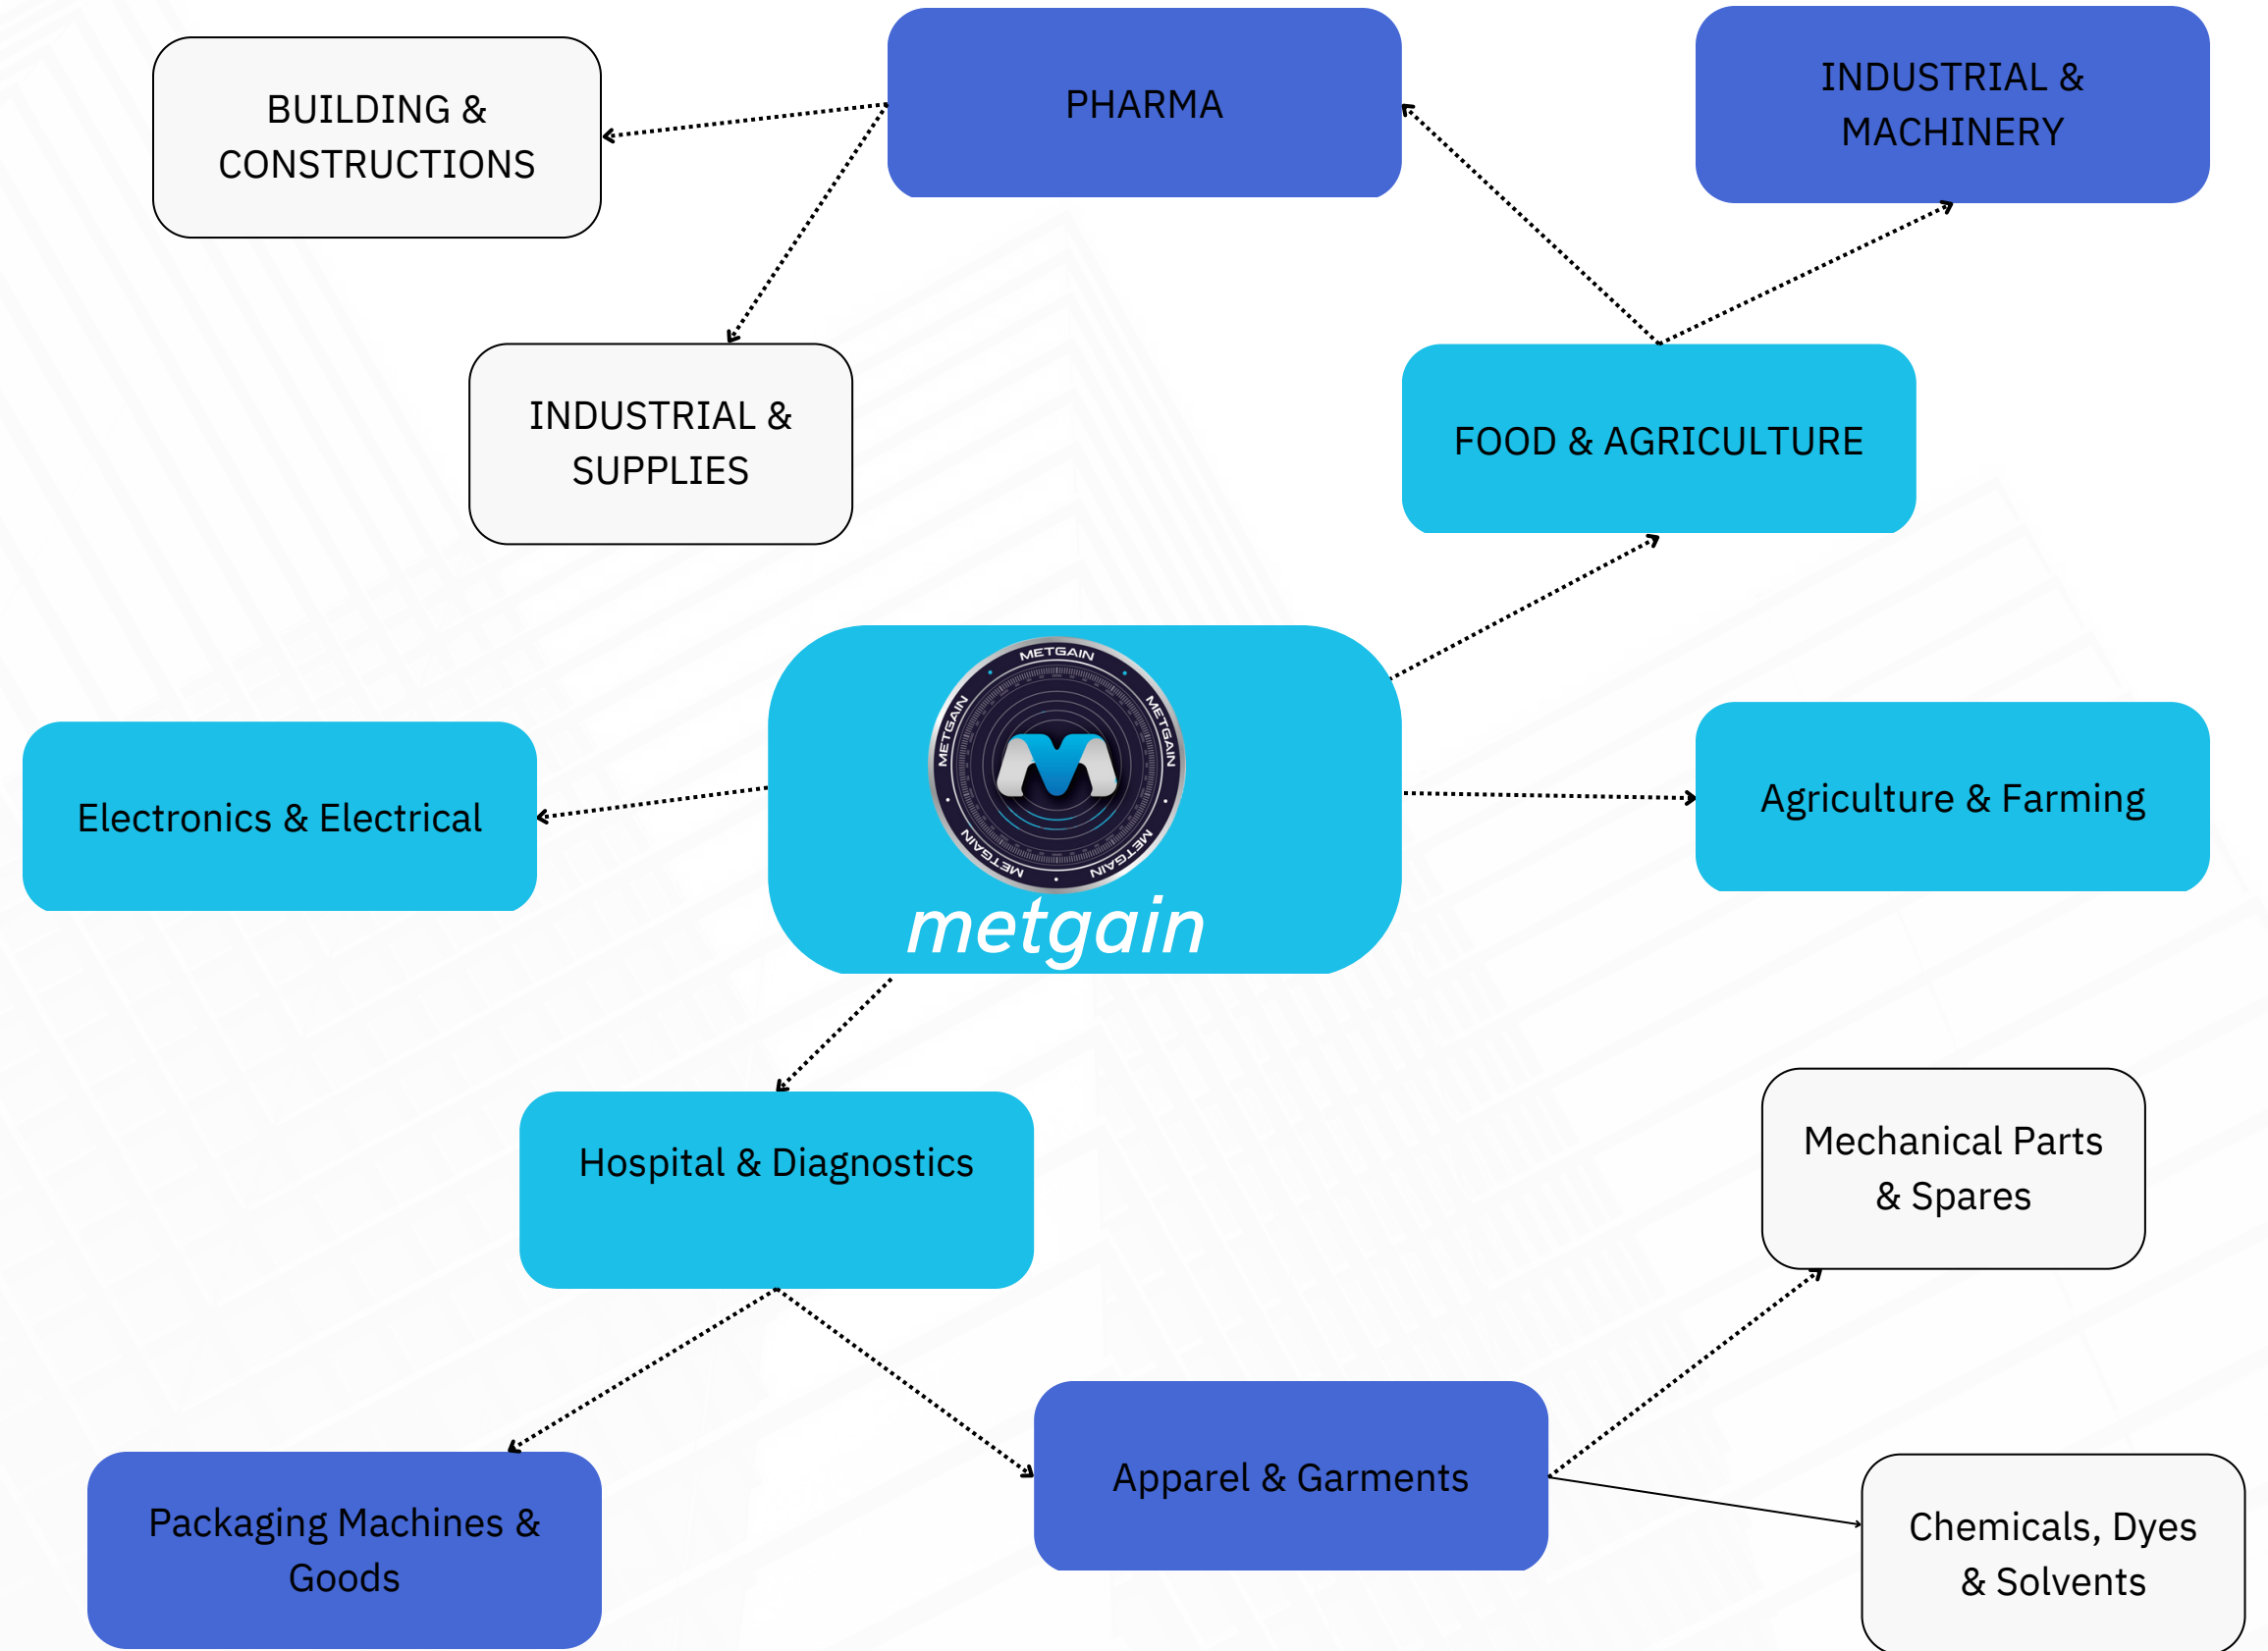 BUILDING &
CONSTRUCTIONS
PHARMA
INDUSTRIAL &
MACHINERY
INDUSTRIAL &
SUPPLIES
FOOD & AGRICULTURE
METGAIN
METGAIN
METGAIN
METGAIN
METGAIN
metgain
Electronics & Electrical
Agriculture & Farming
Hospital & Diagnostics
Mechanical Parts
& Spares
Packaging Machines &
Goods
Apparel & Garments
Chemicals, Dyes
& Solvents